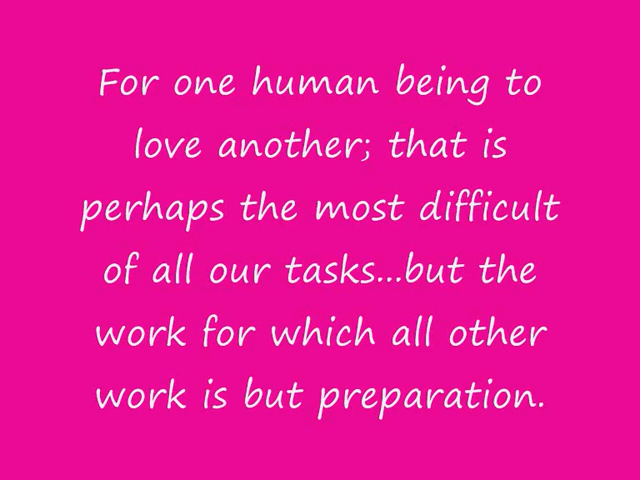 For one human being to
love another; that is
perhaps the most difficult
of all our tasks...but the
work for which all other
work is but preparation.